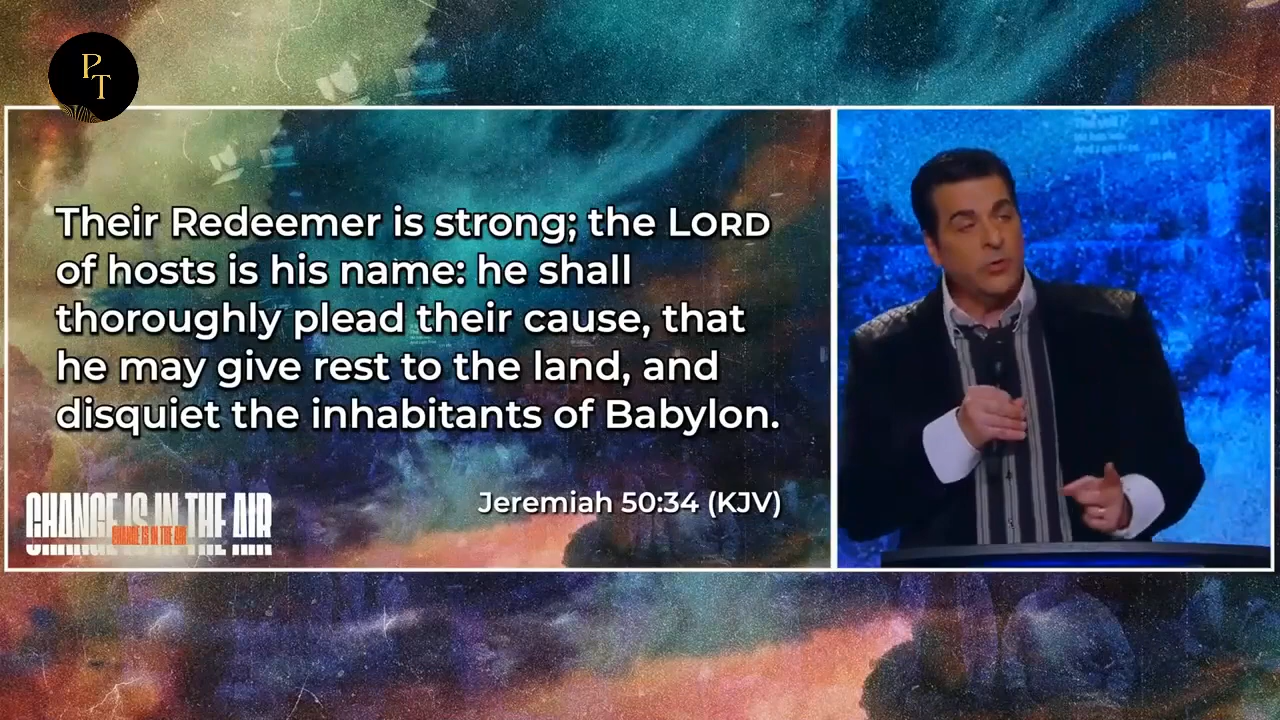 P
T
Their Redeemer is strong; the LORD
of hosts is his name: he shall
thoroughly plead their cause, that
he may give rest to the land, and
disquiet the inhabitants of Babylon.
Jeremiah 50:34 (KJV)
CHANGE IS IN THE AIR
CHANGE IS IN THE AIR